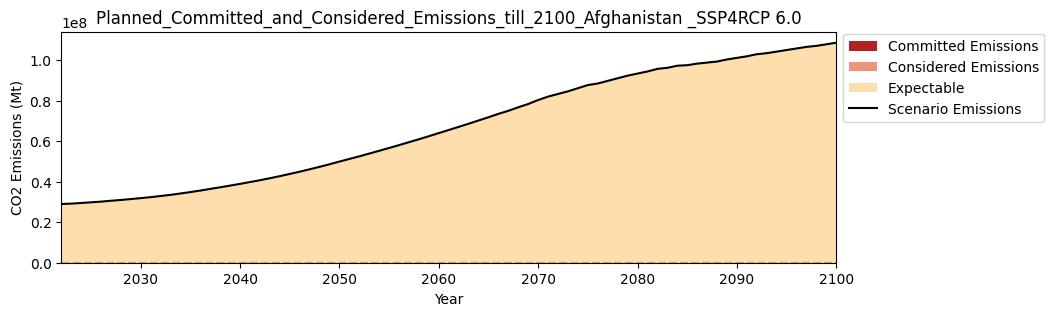 Planned_Committed_and_Considered_Emissions_till_2100_Afghanistan _SSP4RCP 6.0
1e8
CO2 Emissions (Mt)
1.0
0.8
0.6
0.4
0.2
0.0
2030 2040 2050 2060 2070 2080 2090 2100
Year
Committed Emissions
Considered Emissions
Expectable
Scenario Emissions